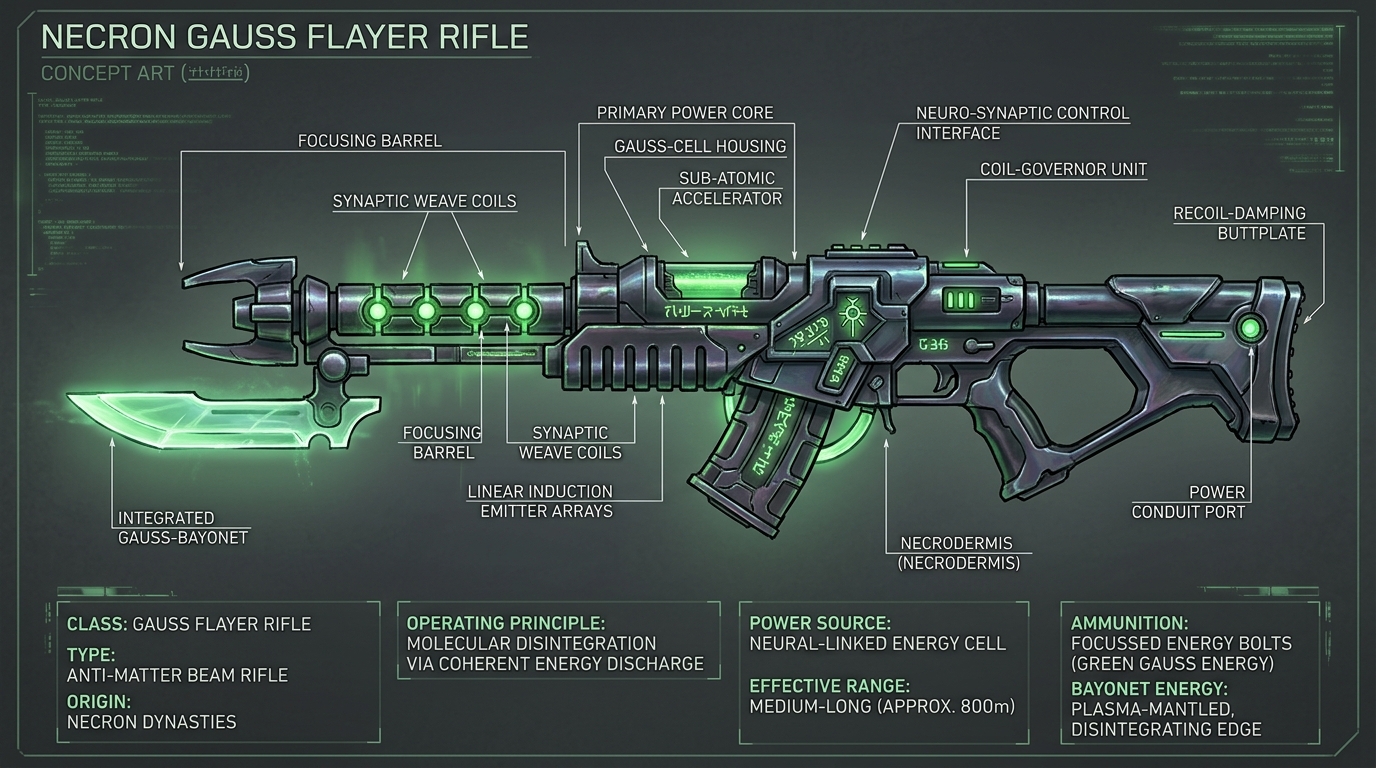 NECRON GAUSS FLAYER RIFLE
CONCEPT ART
FOCUSING BARREL
SYNAPTIC WEAVE COILS
PRIMARY POWER CORE
GAUSS-CELL HOUSING
SUB-ATOMIC
ACCELERATOR
NEURO-SYNAPTIC CONTROL
INTERFACE
COIL-GOVERNOR UNIT
RECOIL-DAMPING
BUTTPLATE
FOCUSING
BARREL
SYNAPTIC
WEAVE COILS
LINEAR INDUCTION
EMITTER ARRAYS
INTEGRATED
GAUSS-BAYONET
POWER
CONDUIT PORT
NECRODERMIS
(NECRODERMIS)
CLASS: GAUSS FLAYER RIFLE
TYPE:
ANTI-MATTER BEAM RIFLE
ORIGIN:
NECRON DYNASTIES
OPERATING PRINCIPLE:
MOLECULAR DISINTEGRATION
VIA COHERENT ENERGY DISCHARGE
POWER SOURCE:
NEURAL-LINKED ENERGY CELL
EFFECTIVE RANGE:
MEDIUM-LONG (APPROX. 800m)
AMMUNITION:
FOCUSSED ENERGY BOLTS
(GREEN GAUSS ENERGY)
BAYONET ENERGY:
PLASMA-MANTLED,
DISINTEGRATING EDGE